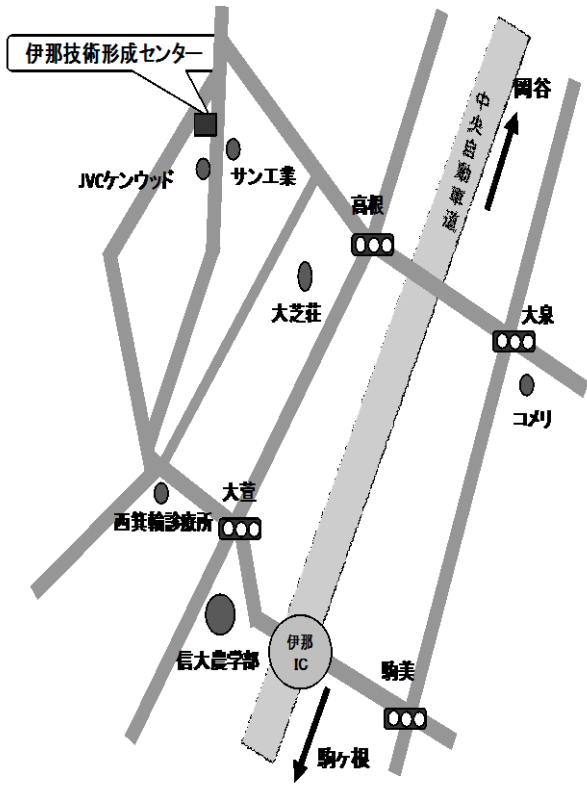 伊那技術形成センター
岡谷
中央自動車道
JVCケンウッド
サン工業
高根
大芝荘
大泉
コメリ
大萱
西箕輪診療所
信大農学部
伊那
IC
駒美
駒ヶ根